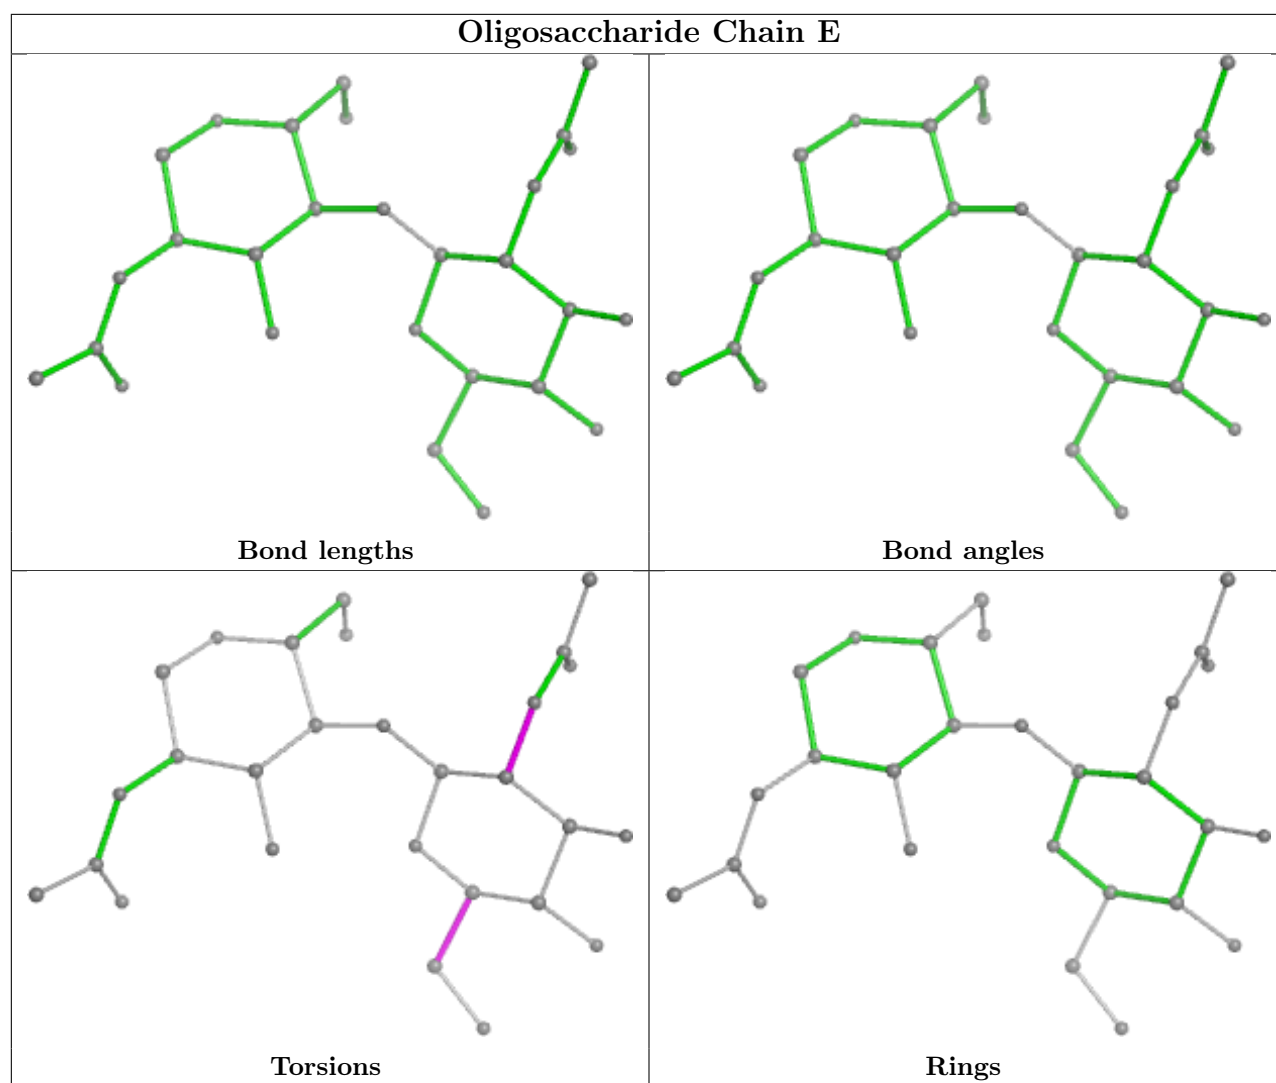 Oligosaccharide Chain E
Bond lengths
Bond angles
Torsions
Rings